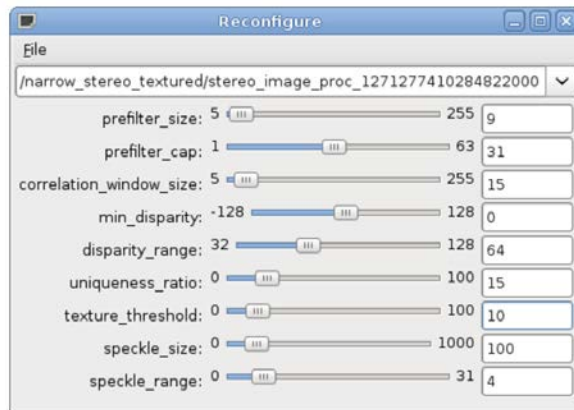 Reconfigure
File
/narrow_stereo_textured/stereo_image_proc_1271277410284822000
prefilter_size: 5 255 9
prefilter_cap: 1 63 31
correlation_window_size: 5 255 15
min_disparity: -128 128 0
disparity_range: 32 128 64
uniqueness_ratio: 0 100 15
texture_threshold: 0 100 10
speckle_size: 0 1000 100
speckle_range: 0 31 4